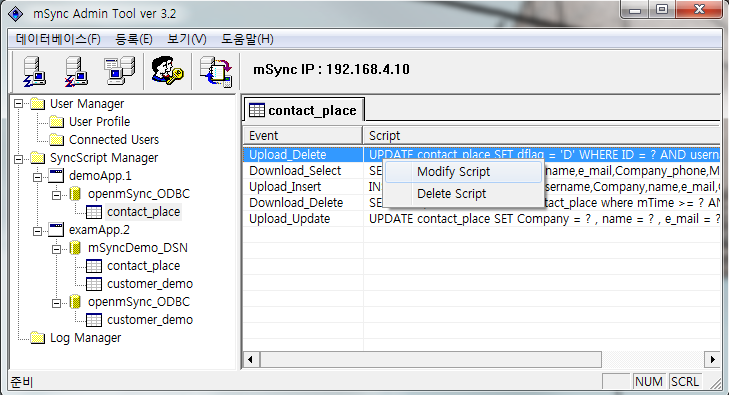 mSync Admin Tool ver 3.2
데이터베이스(F) 등록(E) 보기(V) 도움말(H)
mSync IP : 192.168.4.10
User Manager
User Profile
Connected Users
SyncScript Manager
demoApp.1
openmSync_ODBC
contact_place
examApp.2
mSyncDemo_DSN
contact_place
customer_demo
openmSync_ODBC
customer_demo
Log Manager
contact_place
Event Script
Upload_Delete UPDATE contact_place SET dflag = 'D' WHERE ID = ? AND usern
Download_Select SE name,e_mail,Company_phone,M
Upload_Insert IN sername,Company,name,e_mail,C
Download_Delete SE tact_place where mTime >= ? AN
Upload_Update UPDATE contact_place SET Company = ? , name = ? , e_mail = ?
Modify Script
Delete Script
준비 NUM SCRL